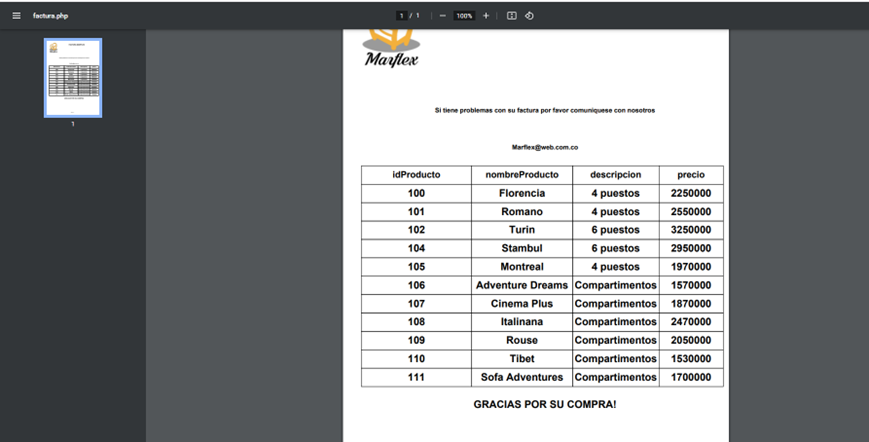 factura.php
1 / 1
100%
Marflex
Si tiene problemas con su factura por favor comuniquese con nosotros
Marflex@web.com.co
idProducto nombreProducto descripcion precio
100 Florencia 4 puestos 2250000
101 Romano 4 puestos 2550000
102 Turin 6 puestos 3250000
104 Stambul 6 puestos 2950000
105 Montreal 4 puestos 1970000
106 Adventure Dreams Compartimentos 1570000
107 Cinema Plus Compartimentos 1870000
108 Italinana Compartimentos 2470000
109 Rouse Compartimentos 2050000
110 Tibet Compartimentos 1530000
111 Sofa Adventures Compartimentos 1700000
GRACIAS POR SU COMPRA!
1